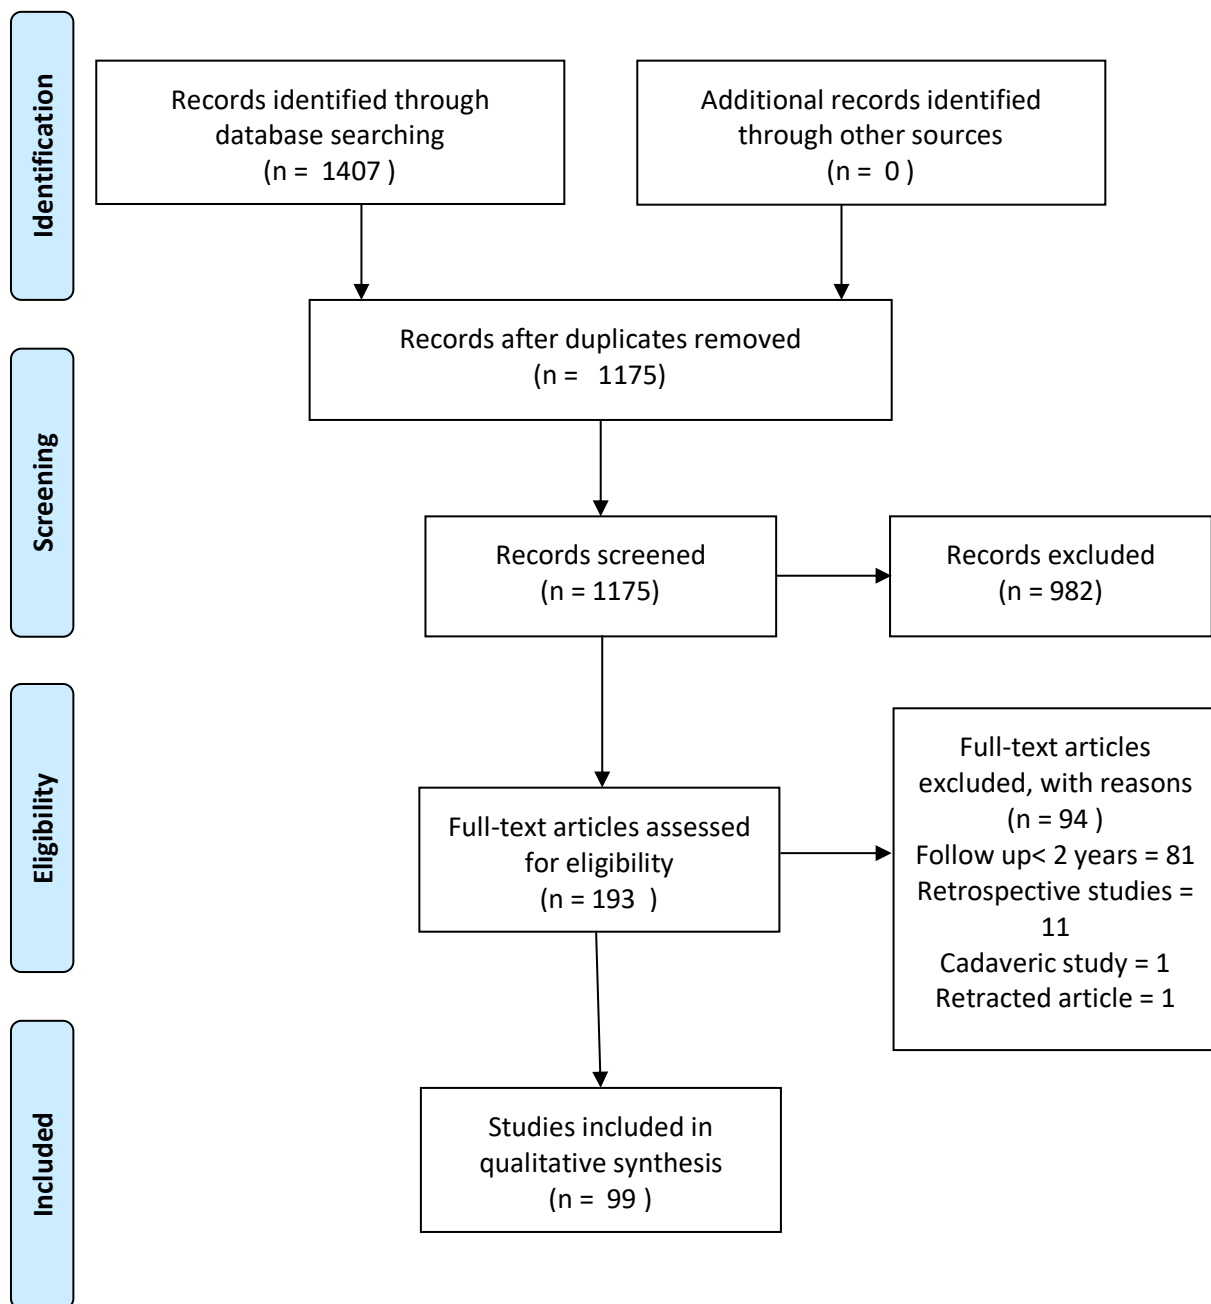 Identification
Records identified through
database searching
(n = 1407 )
Additional records identified
through other sources
(n = 0 )
Records after duplicates removed
(n = 1175)
Screening
Records screened
(n = 1175)
Records excluded
(n = 982)
Eligibility
Full-text articles assessed
for eligibility
(n = 193 )
Full-text articles
excluded, with reasons
(n = 94 )
Follow up< 2 years = 81
Retrospective studies =
11
Cadaveric study = 1
Retracted article = 1
Included
Studies included in
qualitative synthesis
(n = 99 )